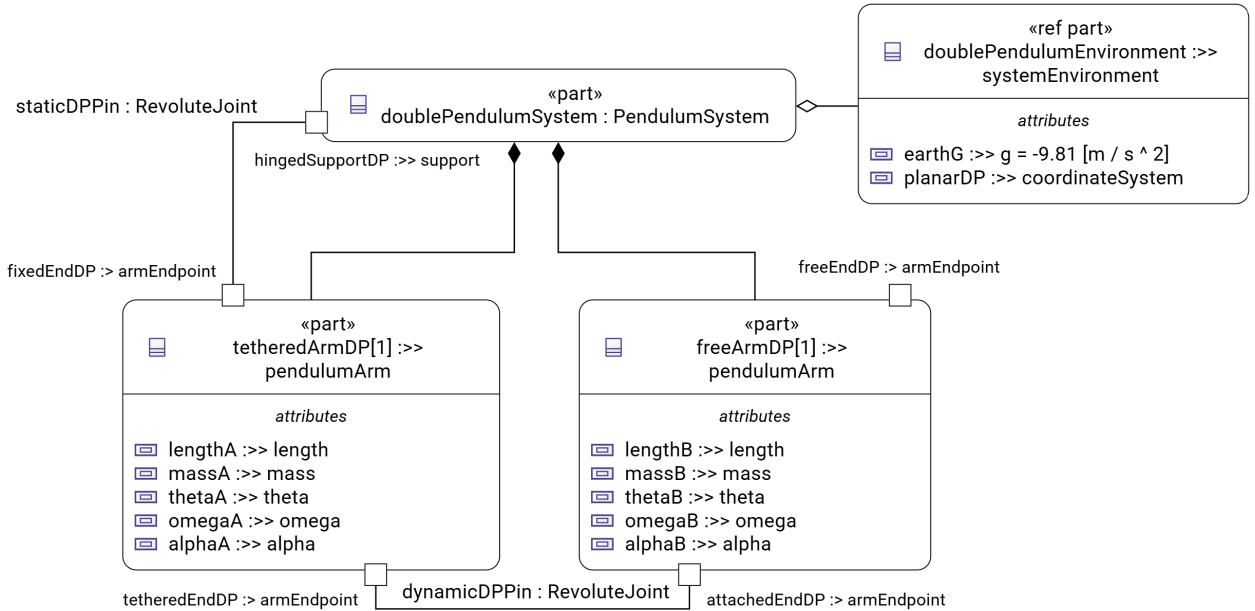 «ref part»
doublePendulumEnvironment :>>
systemEnvironment
attributes
earthG :>> g = -9.81 [m / s ^ 2]
planarDP :>> coordinateSystem
«part»
doublePendulumSystem : PendulumSystem
staticDPPin : RevoluteJoint
hingedSupportDP :>> support
fixedEndDP :> armEndpoint
freeEndDP :> armEndpoint
«part»
tetheredArmDP[1] :>>
pendulumArm
attributes
lengthA :>> length
massA :>> mass
thetaA :>> theta
omegaA :>> omega
alphaA :>> alpha
«part»
freeArmDP[1] :>>
pendulumArm
attributes
lengthB :>> length
massB :>> mass
thetaB :>> theta
omegaB :>> omega
alphaB :>> alpha
tetheredEndDP :> armEndpoint
dynamicDPPin : RevoluteJoint
attachedEndDP :> armEndpoint